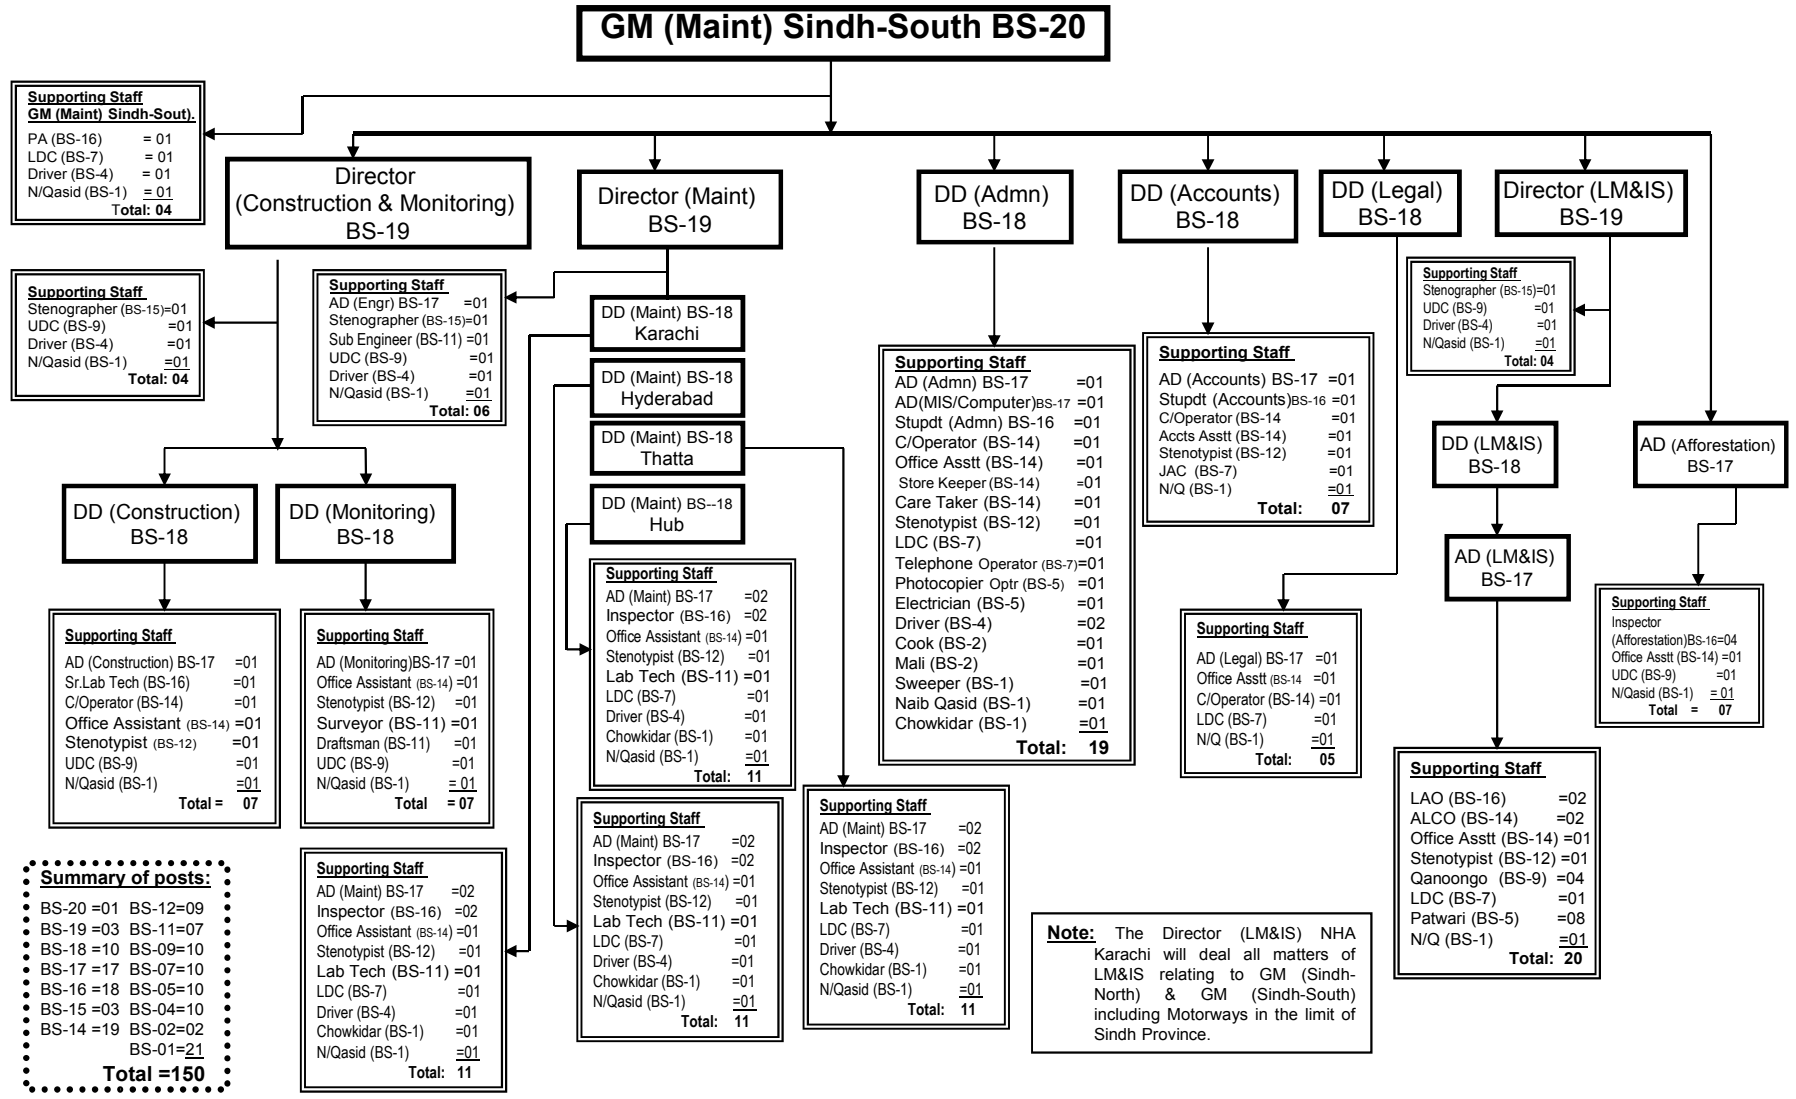 GM (Maint) Sindh-South BS-20
Supporting Staff
GM (Maint) Sindh-Sout).
PA (BS-16) = 01
LDC (BS-7) = 01
Driver (BS-4) = 01
N/Qasid (BS-1) = 01
Total: 04
Director
(Construction & Monitoring)
BS-19
Director (Maint)
BS-19
DD (Admn)
BS-18
DD (Accounts)
BS-18
DD (Legal)
BS-18
Director (LM&IS)
BS-19
Supporting Staff
Stenographer (BS-15)=01
UDC (BS-9) =01
Driver (BS-4) =01
N/Qasid (BS-1) =01
Total: 04
Supporting Staff
AD (Engr) BS-17 =01
Stenographer (BS-15)=01
Sub Engineer (BS-11) =01
UDC (BS-9) =01
Driver (BS-4) =01
N/Qasid (BS-1) =01
Total: 06
DD (Maint) BS-18
Karachi
DD (Maint) BS-18
Hyderabad
DD (Maint) BS-18
Thatta
DD (Maint) BS--18
Hub
Supporting Staff
AD (Admn) BS-17 =01
AD(MIS/Computer)BS-17 =01
Stupdt (Admn) BS-16 =01
C/Operator (BS-14) =01
Office Asstt (BS-14) =01
Store Keeper (BS-14) =01
Care Taker (BS-14) =01
Stenotypist (BS-12) =01
LDC (BS-7) =01
Telephone Operator (BS-7)=01
Photocopier Optr (BS-5) =01
Electrician (BS-5) =01
Driver (BS-4) =02
Cook (BS-2) =01
Mali (BS-2) =01
Sweeper (BS-1) =01
Naib Qasid (BS-1) =01
Chowkidar (BS-1) =01
Total: 19
Supporting Staff
AD (Accounts) BS-17 =01
Stupdt (Accounts)BS-16 =01
C/Operator (BS-14 =01
Accts Asstt (BS-14) =01
Stenotypist (BS-12) =01
JAC (BS-7) =01
N/Q (BS-1) =01
Total: 07
Supporting Staff
Stenographer (BS-15)=01
UDC (BS-9) =01
Driver (BS-4) =01
N/Qasid (BS-1) =01
Total: 04
DD (LM&IS)
BS-18
AD (Afforestation)
BS-17
AD (LM&IS)
BS-17
DD (Construction)
BS-18
DD (Monitoring)
BS-18
Supporting Staff
AD (Construction) BS-17 =01
Sr.Lab Tech (BS-16) =01
C/Operator (BS-14) =01
Office Assistant (BS-14) =01
Stenotypist (BS-12) =01
UDC (BS-9) =01
N/Qasid (BS-1) =01
Total = 07
Supporting Staff
AD (Monitoring)BS-17 =01
Office Assistant (BS-14) =01
Stenotypist (BS-12) =01
Surveyor (BS-11) =01
Draftsman (BS-11) =01
UDC (BS-9) =01
N/Qasid (BS-1) = 01
Total = 07
Supporting Staff
AD (Maint) BS-17 =02
Inspector (BS-16) =02
Office Assistant (BS-14) =01
Stenotypist (BS-12) =01
Lab Tech (BS-11) =01
LDC (BS-7) =01
Driver (BS-4) =01
Chowkidar (BS-1) =01
N/Qasid (BS-1) =01
Total: 11
Supporting Staff
AD (Legal) BS-17 =01
Office Asstt (BS-14 =01
C/Operator (BS-14) =01
LDC (BS-7) =01
N/Q (BS-1) =01
Total: 05
Supporting Staff
Inspector
(Afforestation)BS-16=04
Office Asstt (BS-14) =01
UDC (BS-9) =01
N/Qasid (BS-1) = 01
Total = 07
Supporting Staff
LAO (BS-16) =02
ALCO (BS-14) =02
Office Asstt (BS-14) =01
Stenotypist (BS-12) =01
Qanoongo (BS-9) =04
LDC (BS-7) =01
Patwari (BS-5) =08
N/Q (BS-1) =01
Total: 20
Supporting Staff
AD (Maint) BS-17 =02
Inspector (BS-16) =02
Office Assistant (BS-14) =01
Stenotypist (BS-12) =01
Lab Tech (BS-11) =01
LDC (BS-7) =01
Driver (BS-4) =01
Chowkidar (BS-1) =01
N/Qasid (BS-1) =01
Total: 11
Supporting Staff
AD (Maint) BS-17 =02
Inspector (BS-16) =02
Office Assistant (BS-14) =01
Stenotypist (BS-12) =01
Lab Tech (BS-11) =01
LDC (BS-7) =01
Driver (BS-4) =01
Chowkidar (BS-1) =01
N/Qasid (BS-1) =01
Total: 11
Supporting Staff
AD (Maint) BS-17 =02
Inspector (BS-16) =02
Office Assistant (BS-14) =01
Stenotypist (BS-12) =01
Lab Tech (BS-11) =01
LDC (BS-7) =01
Driver (BS-4) =01
Chowkidar (BS-1) =01
N/Qasid (BS-1) =01
Total: 11
Summary of posts:
BS-20 =01 BS-12=09
BS-19 =03 BS-11=07
BS-18 =10 BS-09=10
BS-17 =17 BS-07=10
BS-16 =18 BS-05=10
BS-15 =03 BS-04=10
BS-14 =19 BS-02=02
BS-01=21
Total =150
Note: The Director (LM&IS) NHA
Karachi will deal all matters of
LM&IS relating to GM (Sindh-
North) & GM (Sindh-South)
including Motorways in the limit of
Sindh Province.